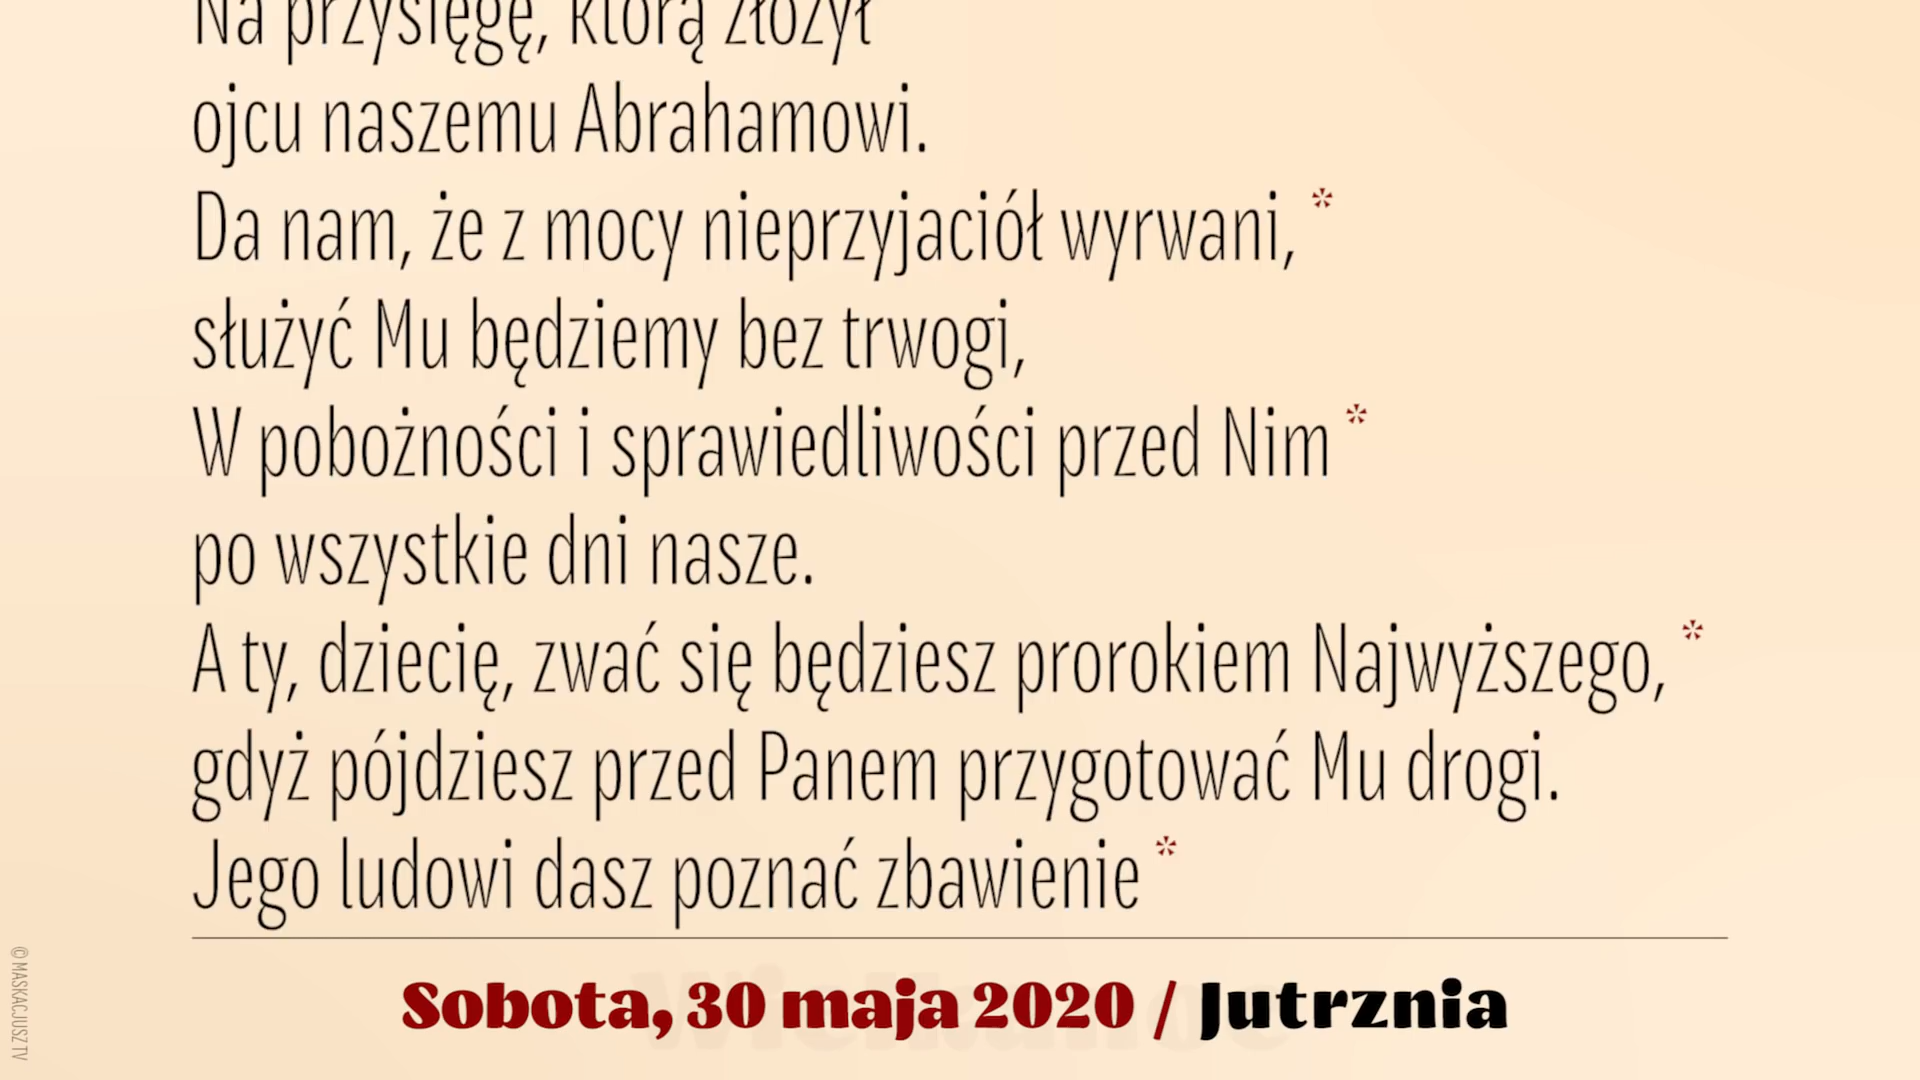 Na przysięgę, którą złożył
ojcu naszemu Abrahamowi.
Da nam, że z mocy nieprzyjaciół wyrwani, *
służyć Mu będziemy bez trwogi,
W pobożności i sprawiedliwości przed Nim *
po wszystkie dni nasze.
A ty, dziecię, zwać się będziesz prorokiem Najwyższego, *
gdyż pójdziesz przed Panem przygotować Mu drogi.
Jego ludowi dasz poznać zbawienie *
Sobota, 30 maja 2020 / Jutrznia
© MASKACJUSZ TV